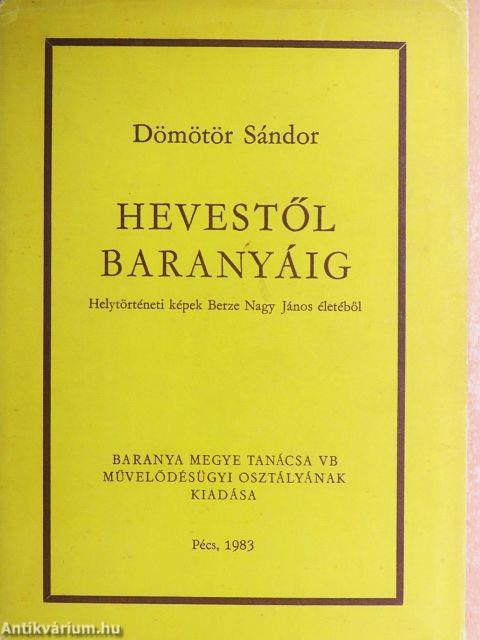 Dömötör Sándor
HEVESTŐL
BARANYÁIG
Helytörténeti képek Berze Nagy János életéből
BARANYA MEGYE TANÁCSA VB
MŰVELŐDÉSÜGYI OSZTÁLYÁNAK
KIADÁSA
Pécs, 1983
Antikvárium.hu